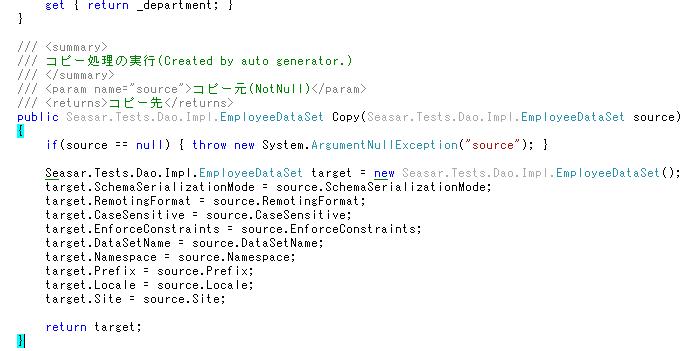 get { return _department; }
}
/// <summary>
/// コピー処理の実行(Created by auto generator.)
/// </summary>
/// <param name="source">コピー元(NotNull)</param>
/// <returns>コピー先</returns>
public Seasar.Tests.Dao.Impl.EmployeeDataSet Copy(Seasar.Tests.Dao.Impl.EmployeeDataSet source)
{
if(source == null) { throw new System.ArgumentNullException("source"); }
Seasar.Tests.Dao.Impl.EmployeeDataSet target = new Seasar.Tests.Dao.Impl.EmployeeDataSet();
target.SchemaSerializationMode = source.SchemaSerializationMode;
target.RemotingFormat = source.RemotingFormat;
target.CaseSensitive = source.CaseSensitive;
target.EnforceConstraints = source.EnforceConstraints;
target.DataSetName = source.DataSetName;
target.Namespace = source.Namespace;
target.Prefix = source.Prefix;
target.Locale = source.Locale;
target.Site = source.Site;
return target;
}